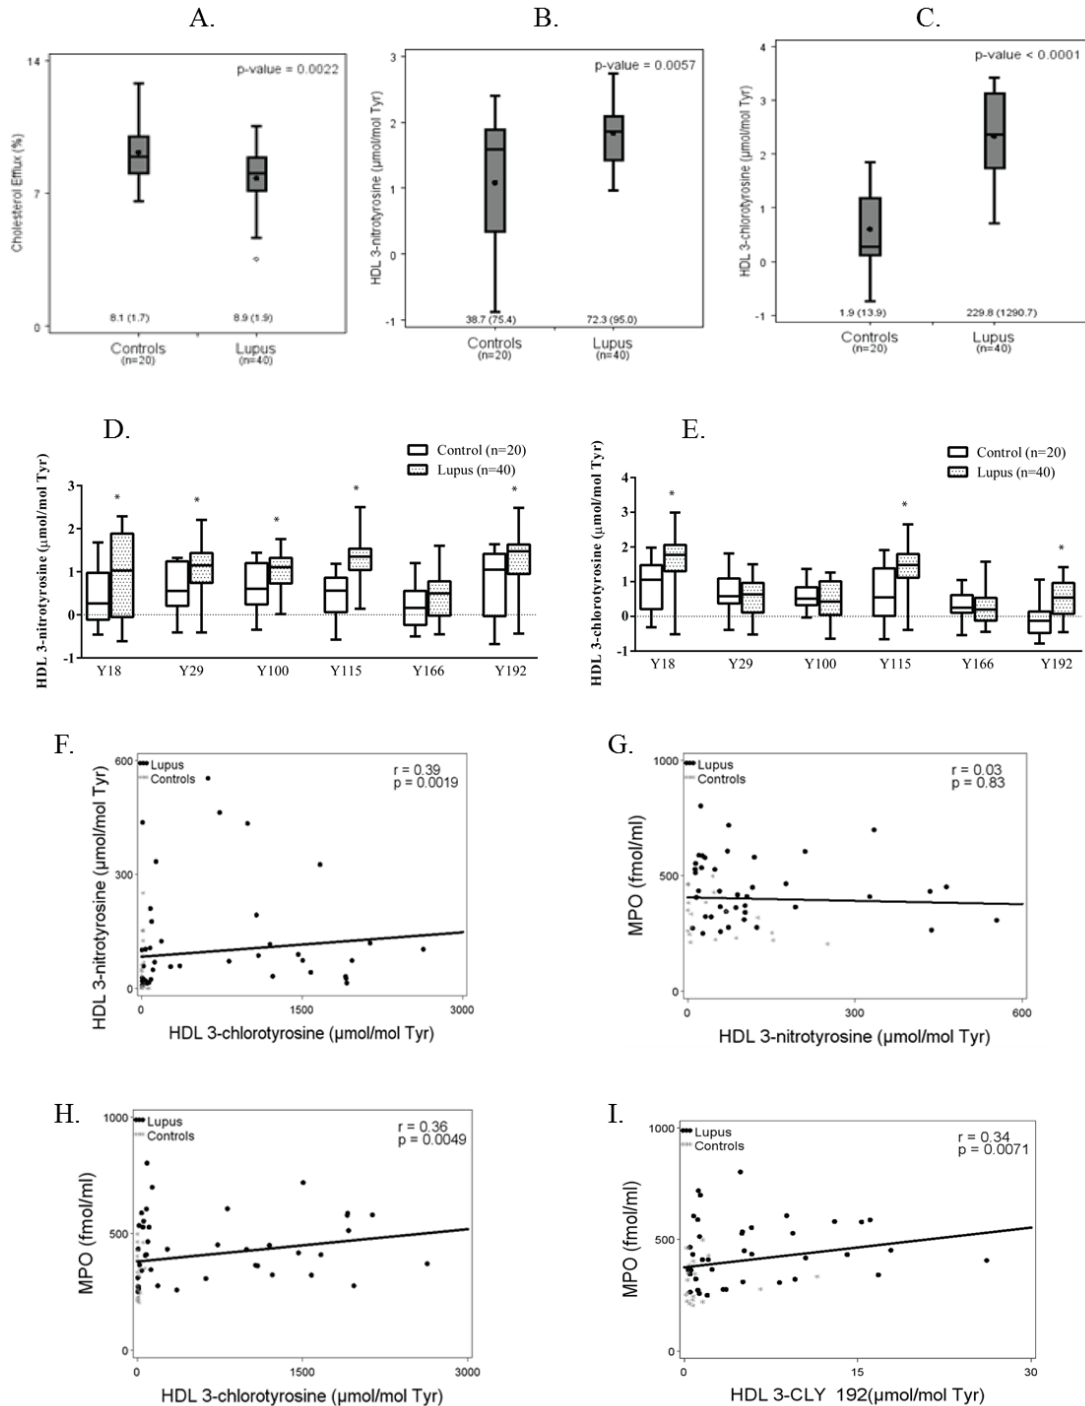 A.
B.
C.
14
7
0
Cholesterol Efflux (%)
p-value = 0.0022
8.1 (1.7)
8.9 (1.9)
Controls
(n=20)
Lupus
(n=40)
3
2
1
0
-1
HDL 3-nitrotyrosine (µmol/mol Tyr)
p-value = 0.0057
38.7 (75.4)
72.3 (95.0)
Controls
(n=20)
Lupus
(n=40)
4
3
2
1
0
-1
HDL 3-chlorotyrosine (µmol/mol Tyr)
p-value < 0.0001
1.9 (13.9)
229.8 (1290.7)
Controls
(n=20)
Lupus
(n=40)
D.
Control (n=20)
Lupus (n=40)
HDL 3-nitrotyrosine (µmol/mol Tyr)
3
2
1
0
-1
* * * * *
Y18 Y29 Y100 Y115 Y166 Y192
E.
Control (n=20)
Lupus (n=40)
HDL 3-chlorotyrosine (µmol/mol Tyr)
4
3
2
1
0
-1
* * *
Y18 Y29 Y100 Y115 Y166 Y192
F.
600
300
0
HDL 3-nitrotyrosine (µmol/mol Tyr)
Lupus
Controls
r = 0.39
p = 0.0019
0 1500 3000
HDL 3-chlorotyrosine (µmol/mol Tyr)
G.
1000
500
0
MPO (fmol/ml)
Lupus
Controls
r = 0.03
p = 0.83
0 300 600
HDL 3-nitrotyrosine (µmol/mol Tyr)
H.
1000
500
0
MPO (fmol/ml)
Lupus
Controls
r = 0.36
p = 0.0049
0 1500 3000
HDL 3-chlorotyrosine (µmol/mol Tyr)
I.
1000
500
0
MPO (fmol/ml)
Lupus
Controls
r = 0.34
p = 0.0071
0 15 30
HDL 3-CLY 192(µmol/mol Tyr)